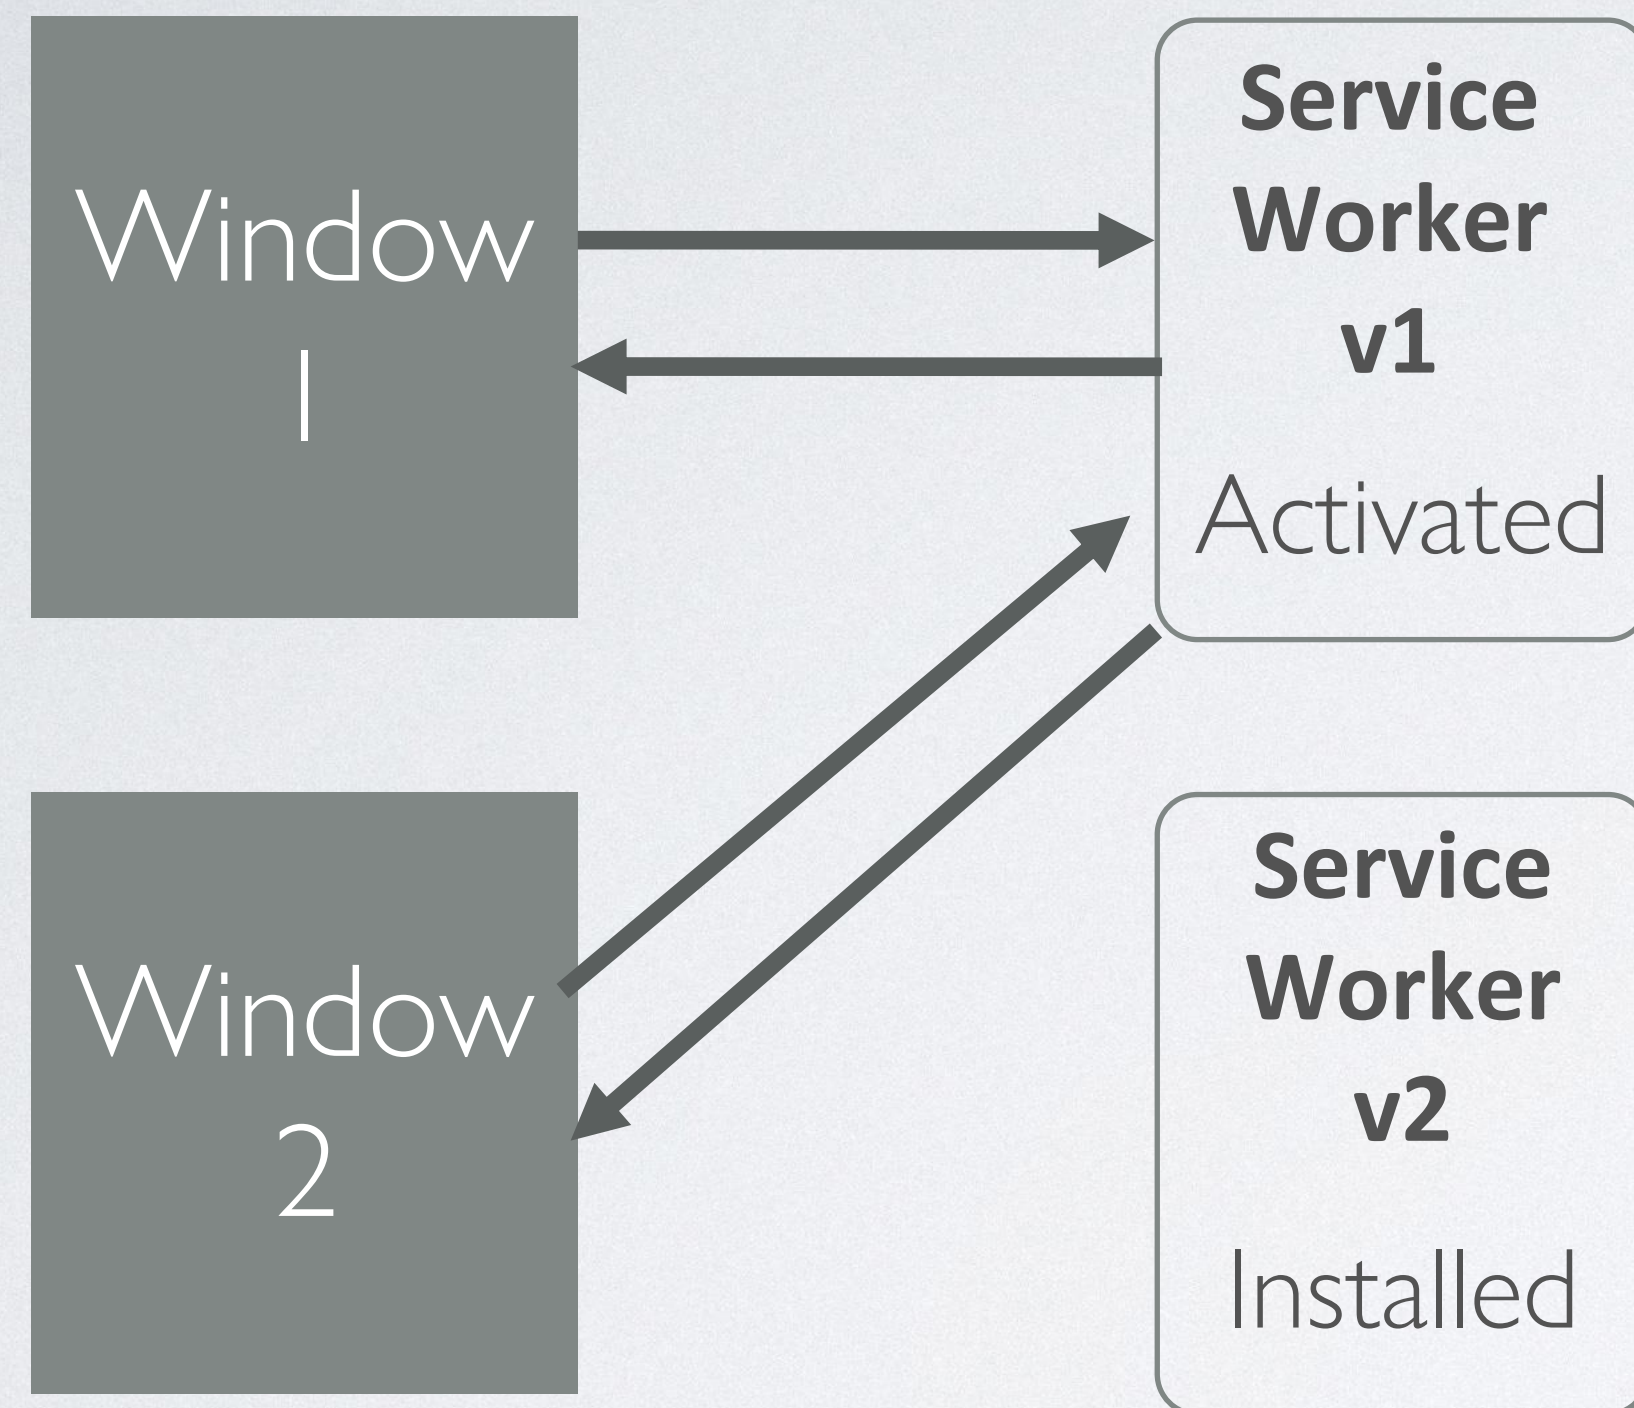 Window
1
Service
Worker
v1
Activated
Window
2
Service
Worker
v2
Installed